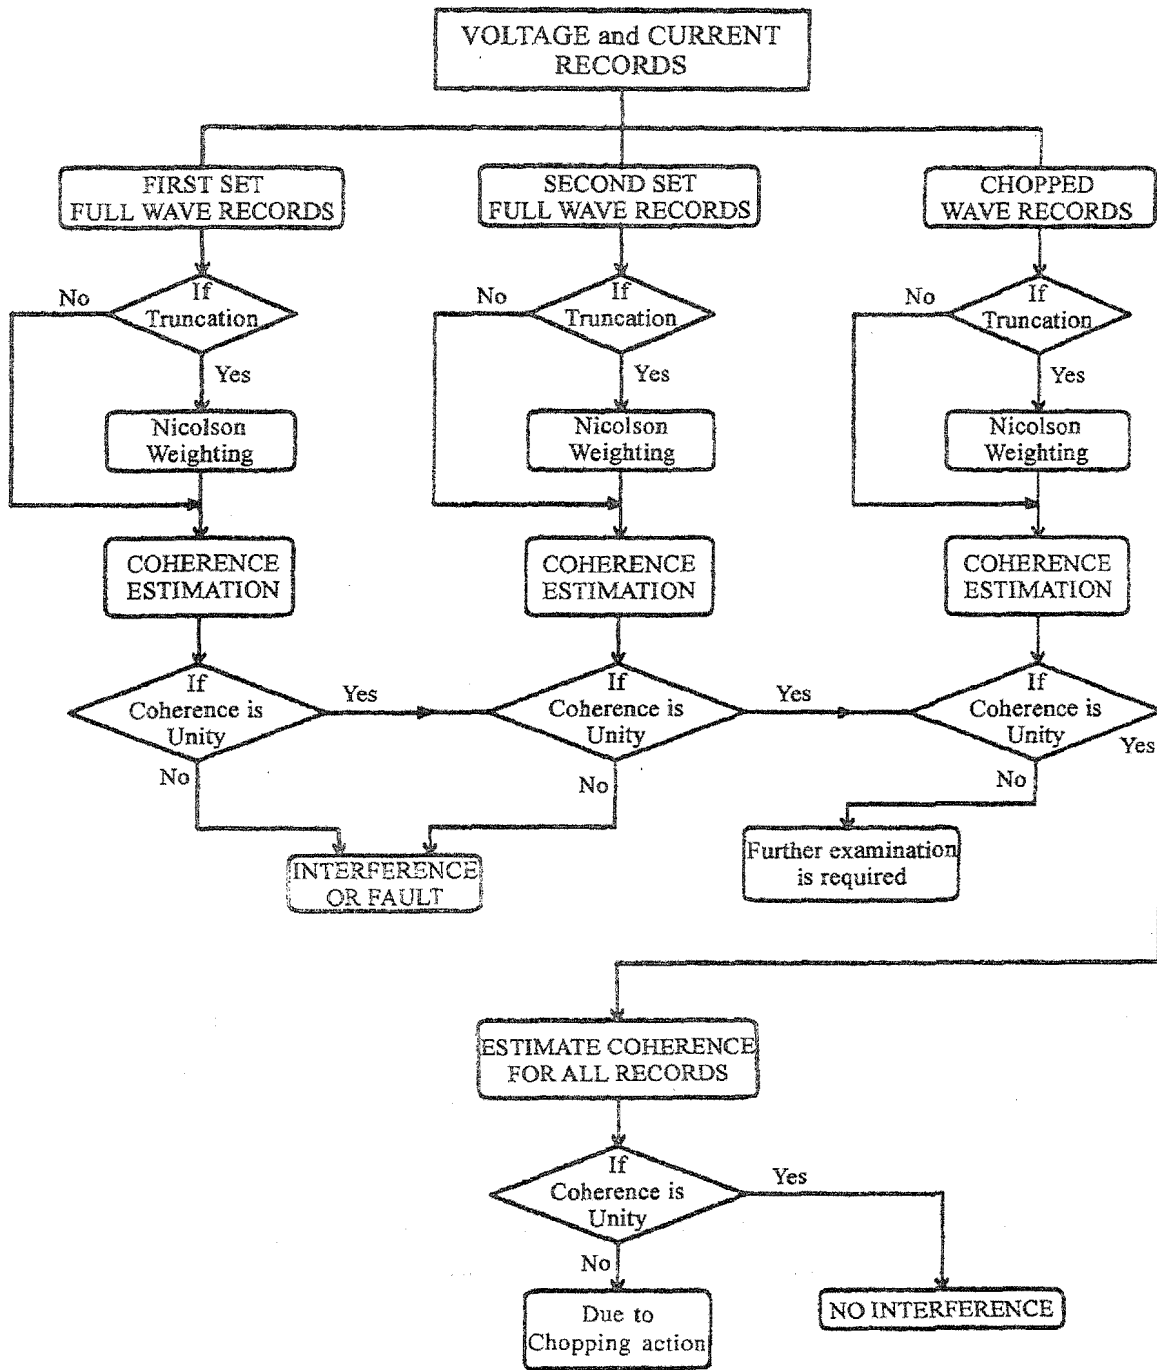 VOLTAGE and CURRENT
RECORDS
FIRST SET
FULL WAVE RECORDS
SECOND SET
FULL WAVE RECORDS
CHOPPED
WAVE RECORDS
No
If
Truncation
Yes
No
If
Truncation
Yes
No
If
Truncation
Yes
Nicolson
Weighting
Nicolson
Weighting
Nicolson
Weighting
COHERENCE
ESTIMATION
COHERENCE
ESTIMATION
COHERENCE
ESTIMATION
If
Coherence is
Unity
Yes
No
If
Coherence is
Unity
Yes
No
If
Coherence is
Unity
Yes
No
INTERFERENCE
OR FAULT
Further examination
is required
ESTIMATE COHERENCE
FOR ALL RECORDS
If
Coherence is
Unity
Yes
No
Due to
Chopping action
NO INTERFERENCE